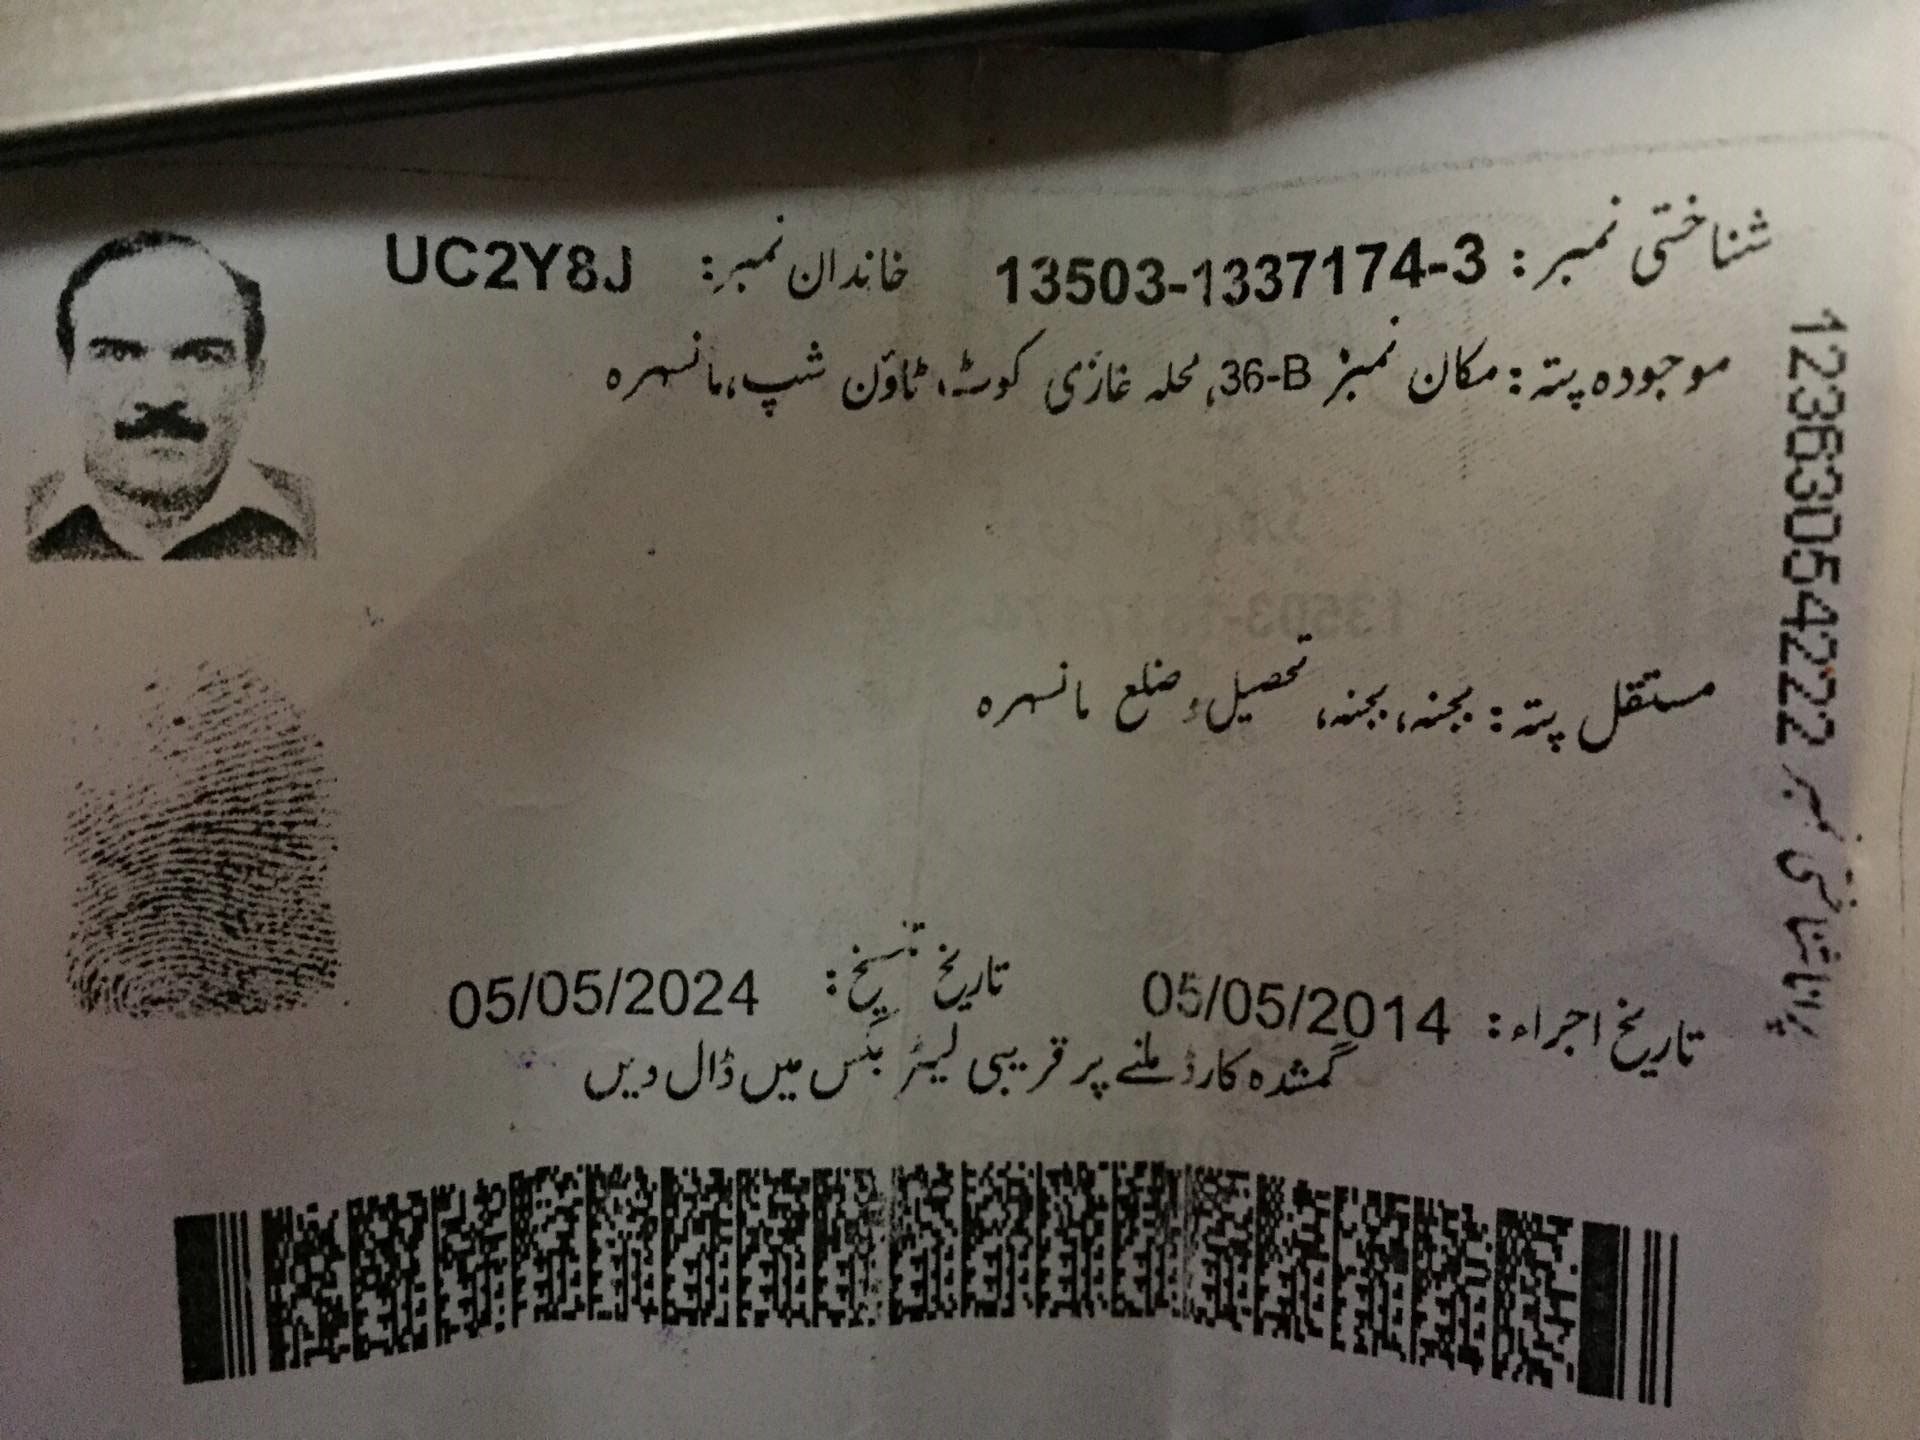 شناختی نمبر: 13503-1337174-3 خاندان نمبر: UC2Y8J
موجودہ پتہ: مکان نمبر 36-B، محلہ غازی کوٹ، ٹاؤن شپ، مانسہرہ
مستقل پتہ: بجنہ، بجنہ، تحصیل و ضلع مانسہرہ
تاریخ اجراء: 05/05/2014 تاریخ تنسیخ: 05/05/2024
گمشدہ کارڈ ملنے پر قریبی لیٹر بکس میں ڈال دیں
پرانا شناختی نمبر 12363054222